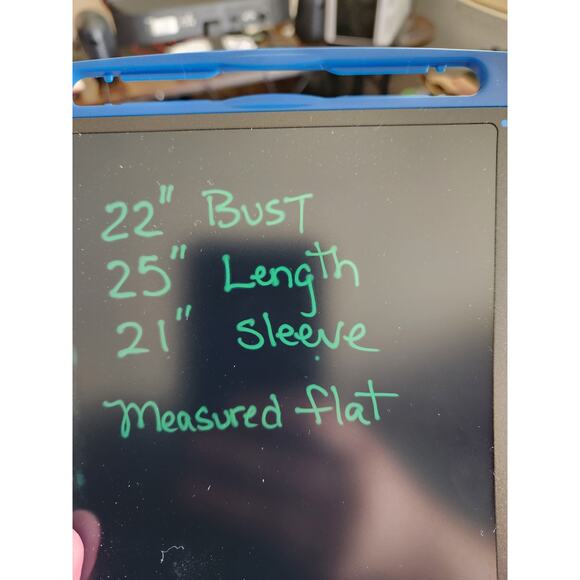 22" BUST
25" Length
21" Sleeve
Measured flat